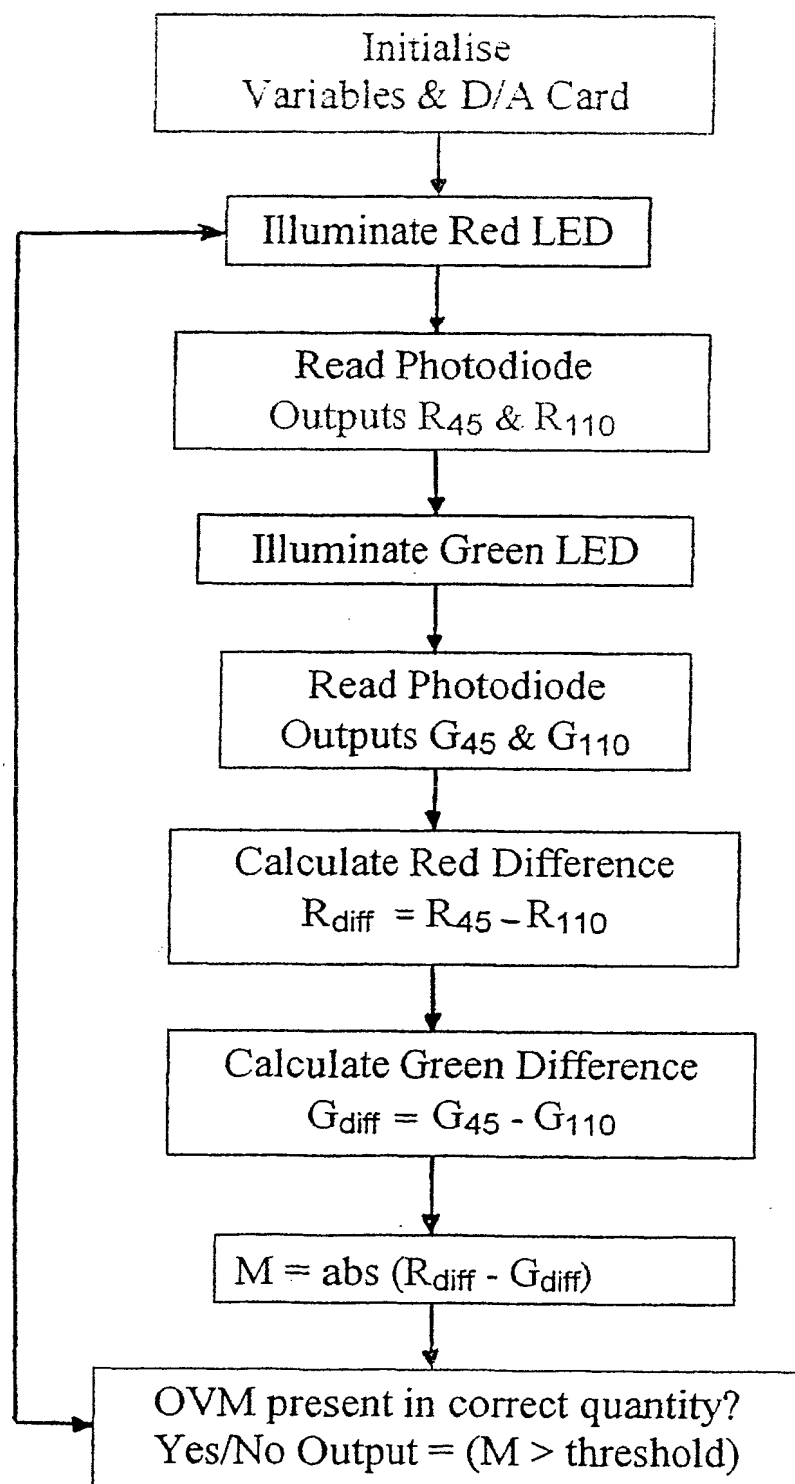 Initialise
Variables & D/A Card
Illuminate Red LED
Read Photodiode
Outputs R45 & R110
Illuminate Green LED
Read Photodiode
Outputs G45 & G110
Calculate Red Difference
Rdiff = R45 – R110
Calculate Green Difference
Gdiff = G45 - G110
M = abs (Rdiff - Gdiff)
OVM present in correct quantity?
Yes/No Output = (M > threshold)